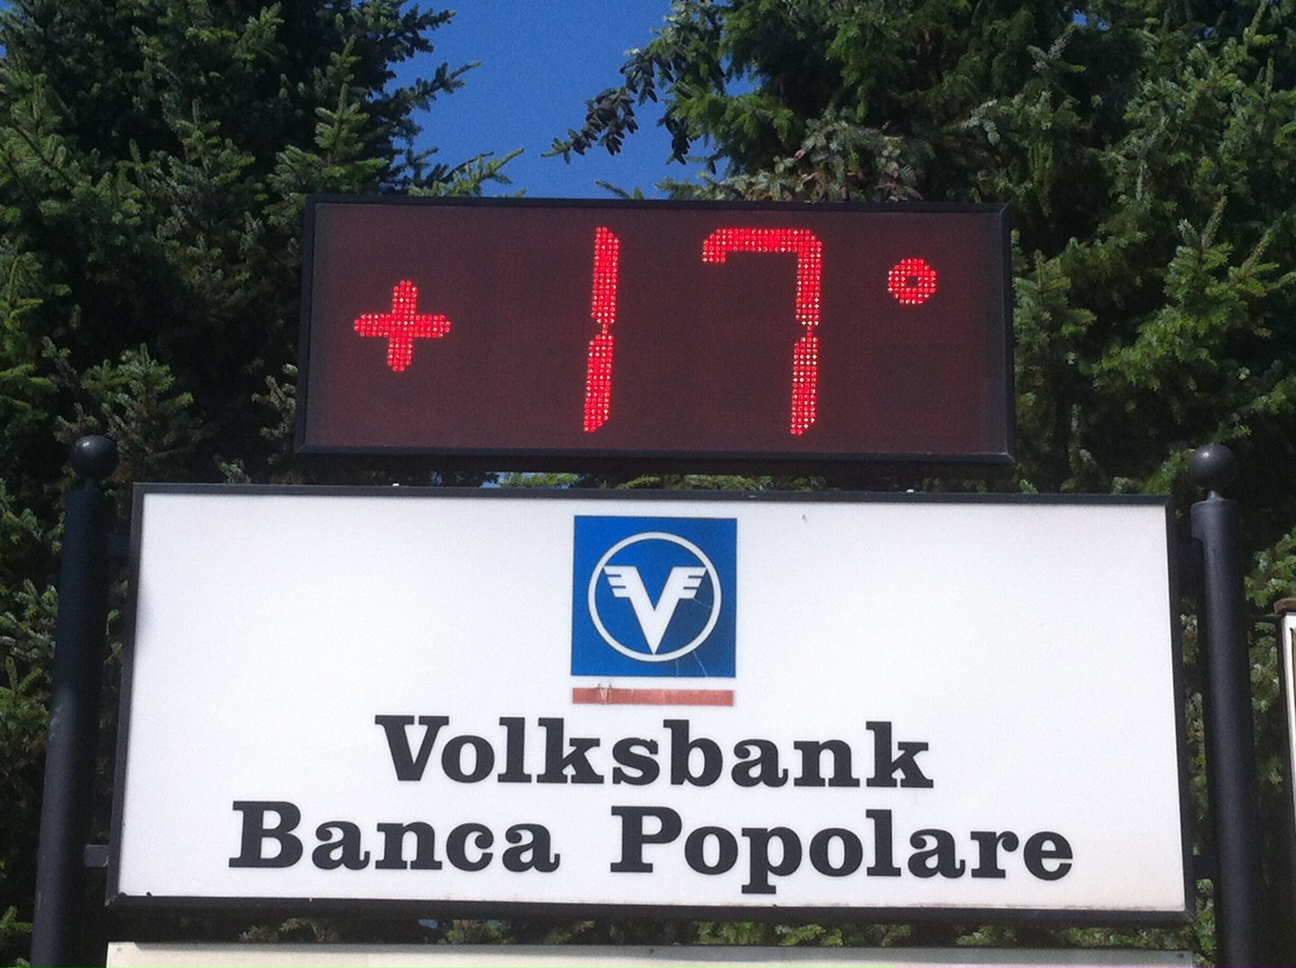 +17°
V
Volksbank
Banca Popolare